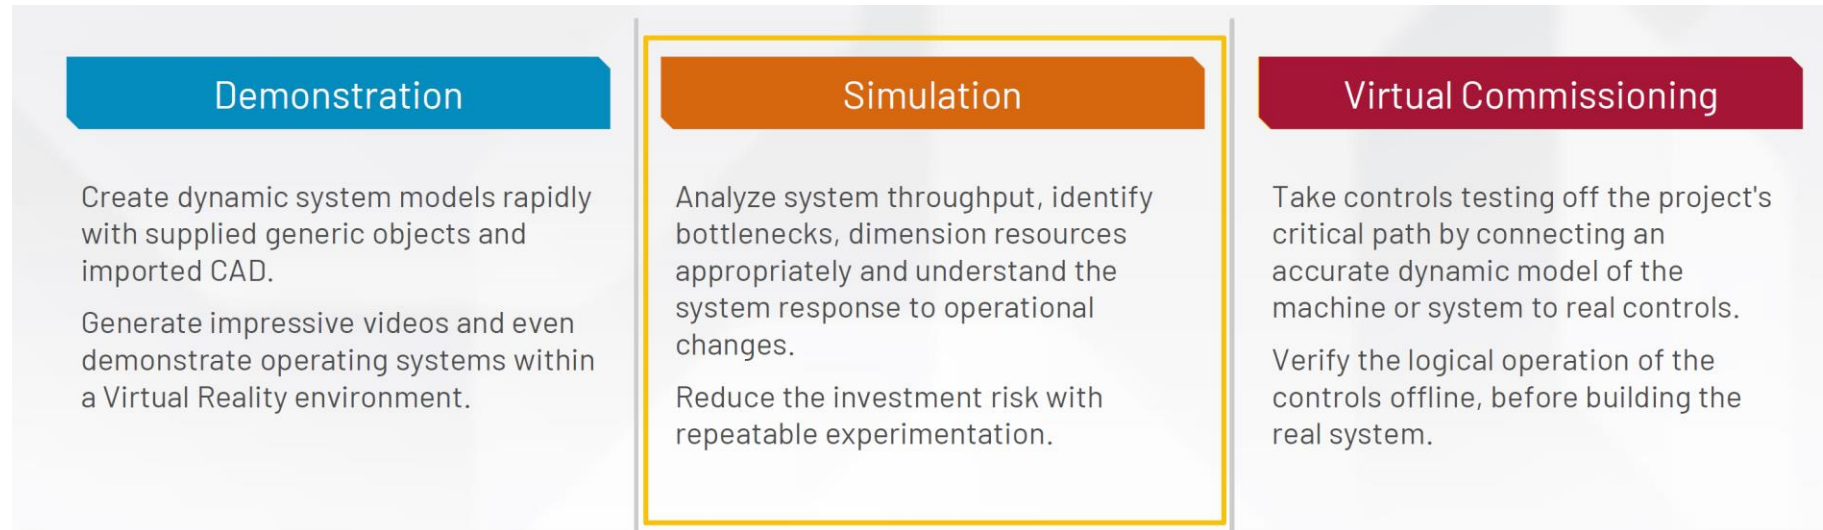 Demonstration
Create dynamic system models rapidly
with supplied generic objects and
imported CAD.
Generate impressive videos and even
demonstrate operating systems within
a Virtual Reality environment.
Simulation
Analyze system throughput, identify
bottlenecks, dimension resources
appropriately and understand the
system response to operational
changes.
Reduce the investment risk with
repeatable experimentation.
Virtual Commissioning
Take controls testing off the project's
critical path by connecting an
accurate dynamic model of the
machine or system to real controls.
Verify the logical operation of the
controls offline, before building the
real system.